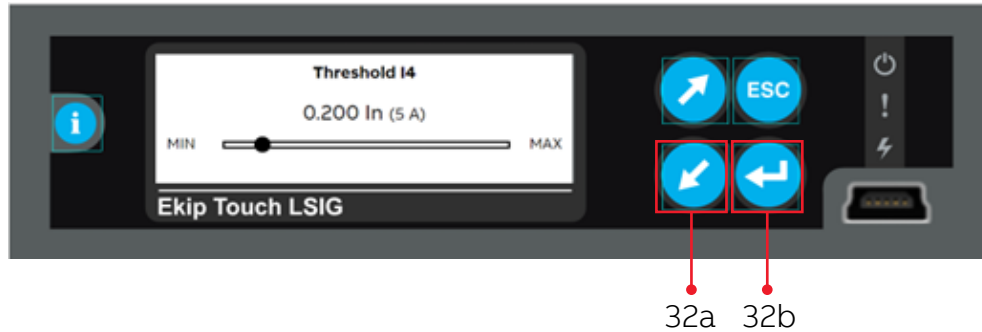 Threshold I4
0.200 In (5 A)
MIN MAX
Ekip Touch LSIG
i
ESC
!
32a 32b